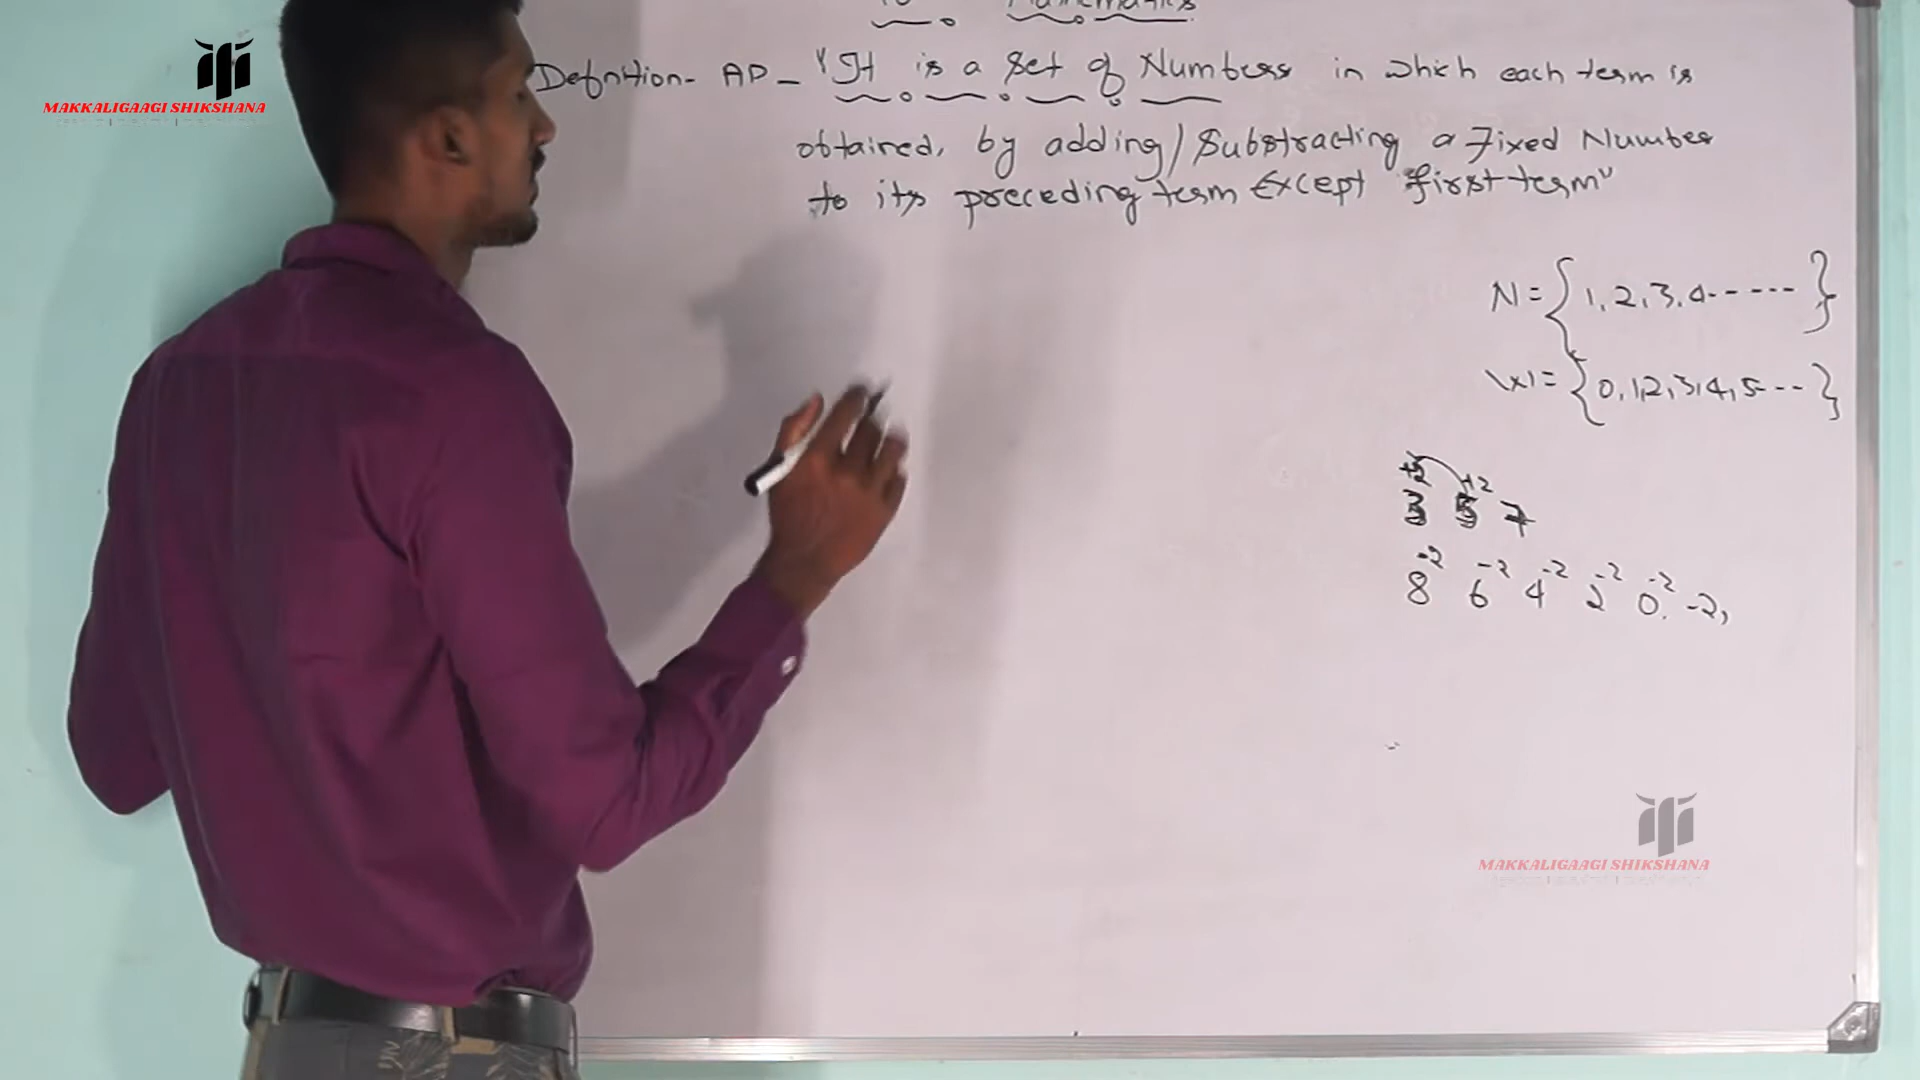 MAKKALIGAAGI SHIKSHANA
Mathematics
Defnition- AP - "It is a set of Numbers in which each term is
obtained, by adding/Substracting a Fixed Number
to its preceding term Except "first term"
N = { 1, 2, 3, 4 - - - - - - }
W = { 0, 1, 2, 3, 4, 5 - - - }
+2 +2
3 5 7
-2 -2 -2 -2 -2
8 6 4 2 0. -2,
MAKKALIGAAGI SHIKSHANA